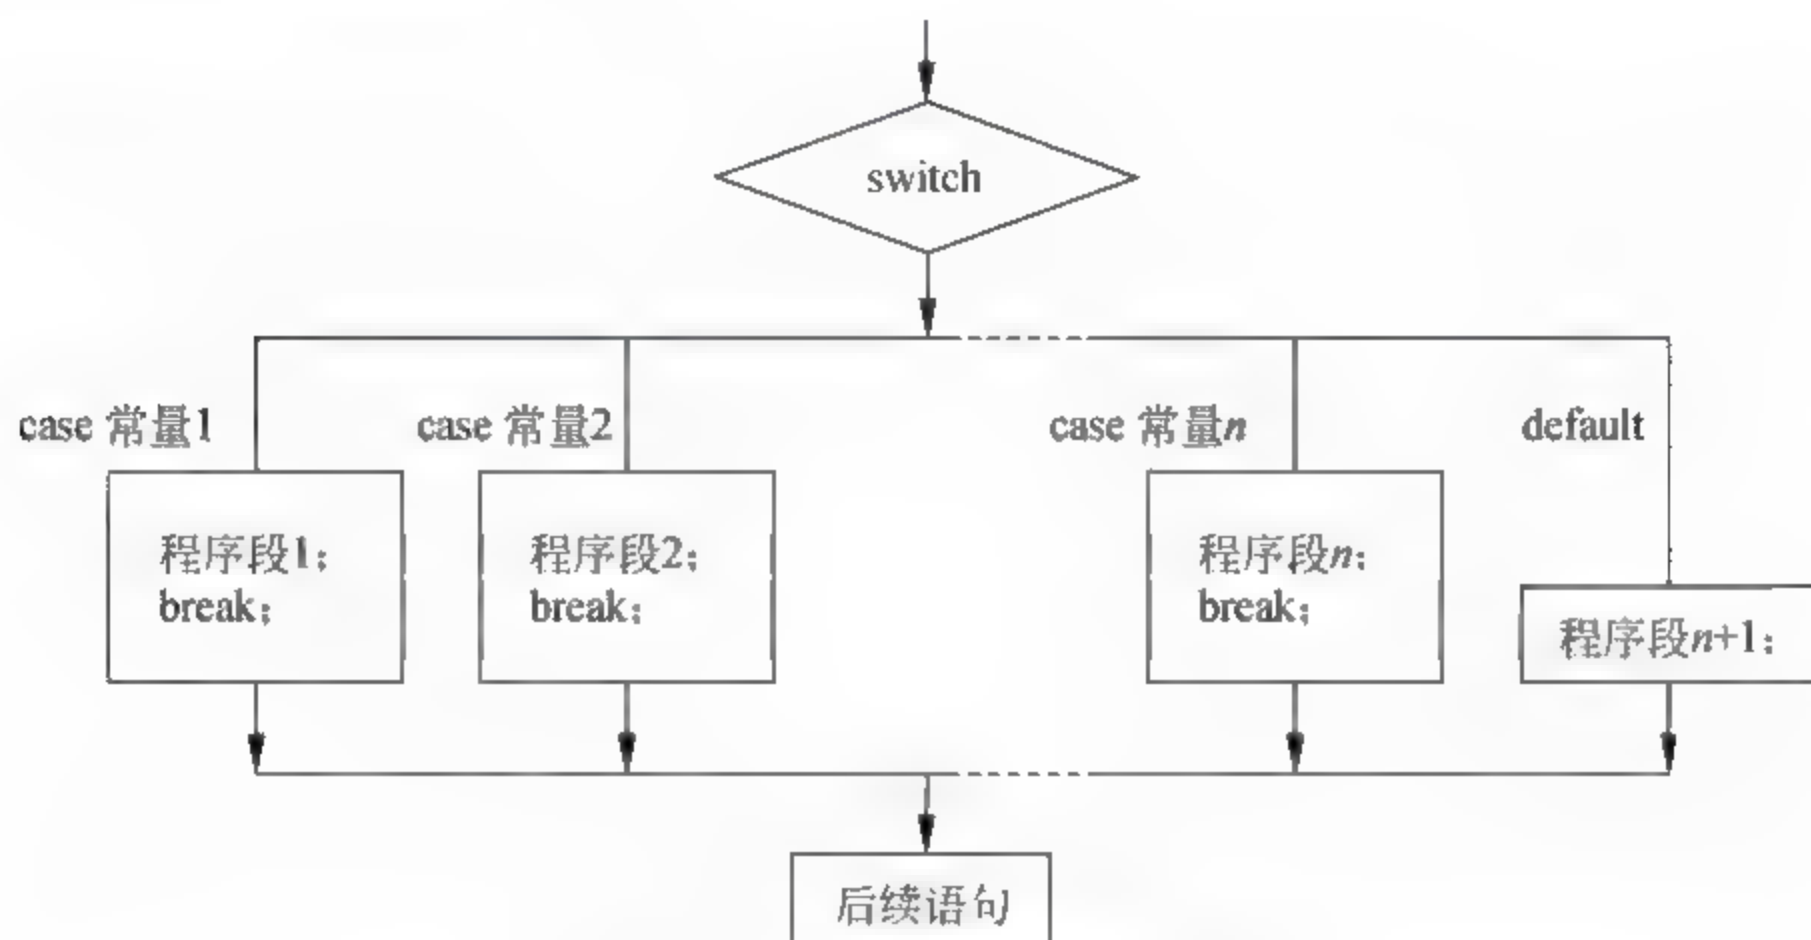 switch
case 常量1
case 常量2
case 常量n
default
程序段1;
break;
程序段2;
break;
程序段n;
break;
程序段n+1;
后续语句